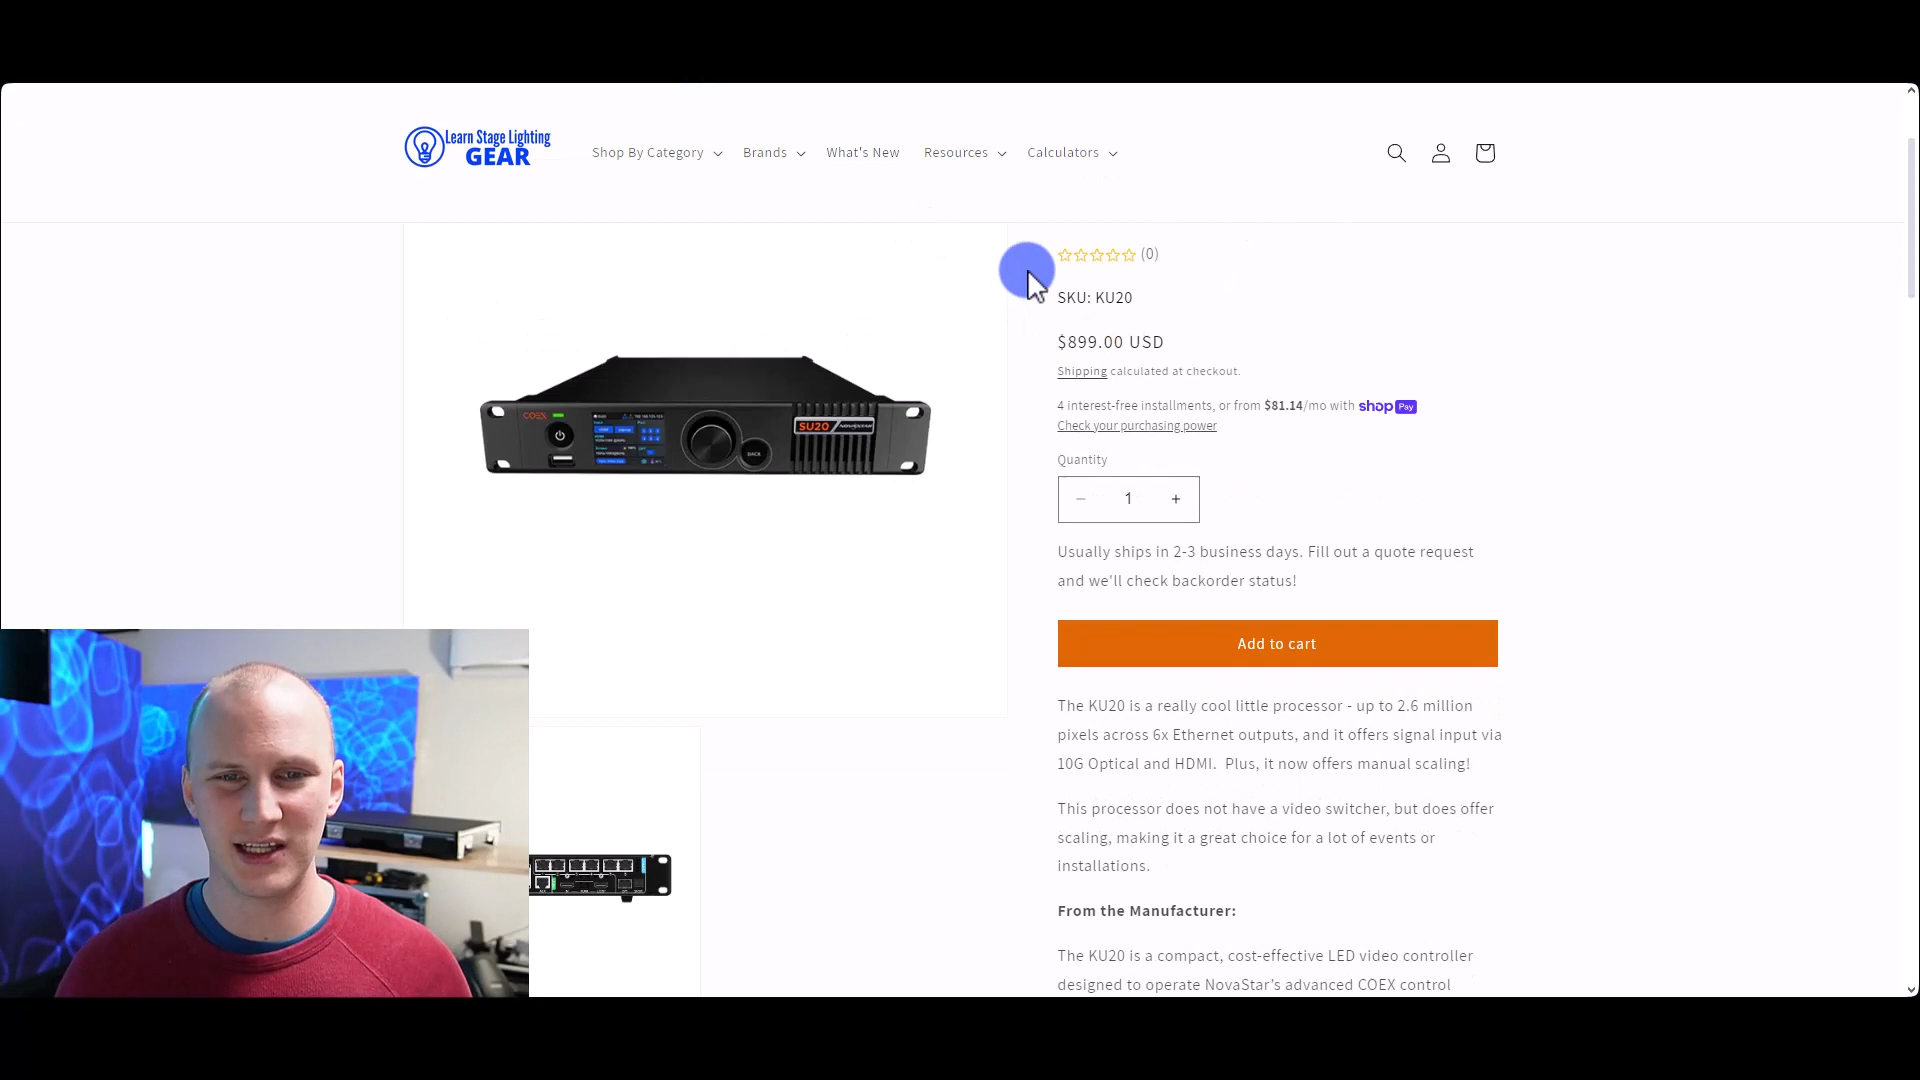 Learn Stage Lighting
GEAR
Shop By Category
Brands
What's New
Resources
Calculators
(0)
SKU: KU20
$899.00 USD
Shipping calculated at checkout.
4 interest-free installments, or from $81.14/mo with shop Pay
Check your purchasing power
Quantity
1
Usually ships in 2-3 business days. Fill out a quote request
and we'll check backorder status!
Add to cart
The KU20 is a really cool little processor - up to 2.6 million
pixels across 6x Ethernet outputs, and it offers signal input via
10G Optical and HDMI. Plus, it now offers manual scaling!
This processor does not have a video switcher, but does offer
scaling, making it a great choice for a lot of events or
installations.
From the Manufacturer:
The KU20 is a compact, cost-effective LED video controller
designed to operate NovaStar’s advanced COEX control
COEX
SU20 NOVASTAR
BACK